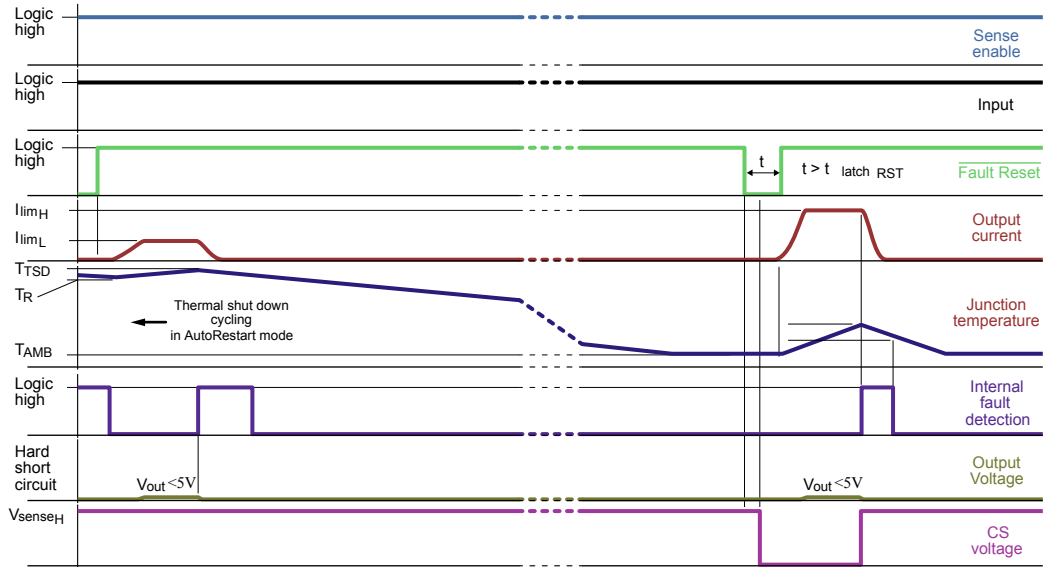 Logic
high
Sense
enable
Logic
high
Input
Logic
high
t
t > t latch RST
Fault Reset
IlimH
Output
current
IlimL
TTSD
TR
Thermal shut down
cycling
in AutoRestart mode
Junction
temperature
TAMB
Logic
high
Internal
fault
detection
Hard
short
circuit
Vout <5V
Vout <5V
Output
Voltage
VsenseH
CS
voltage